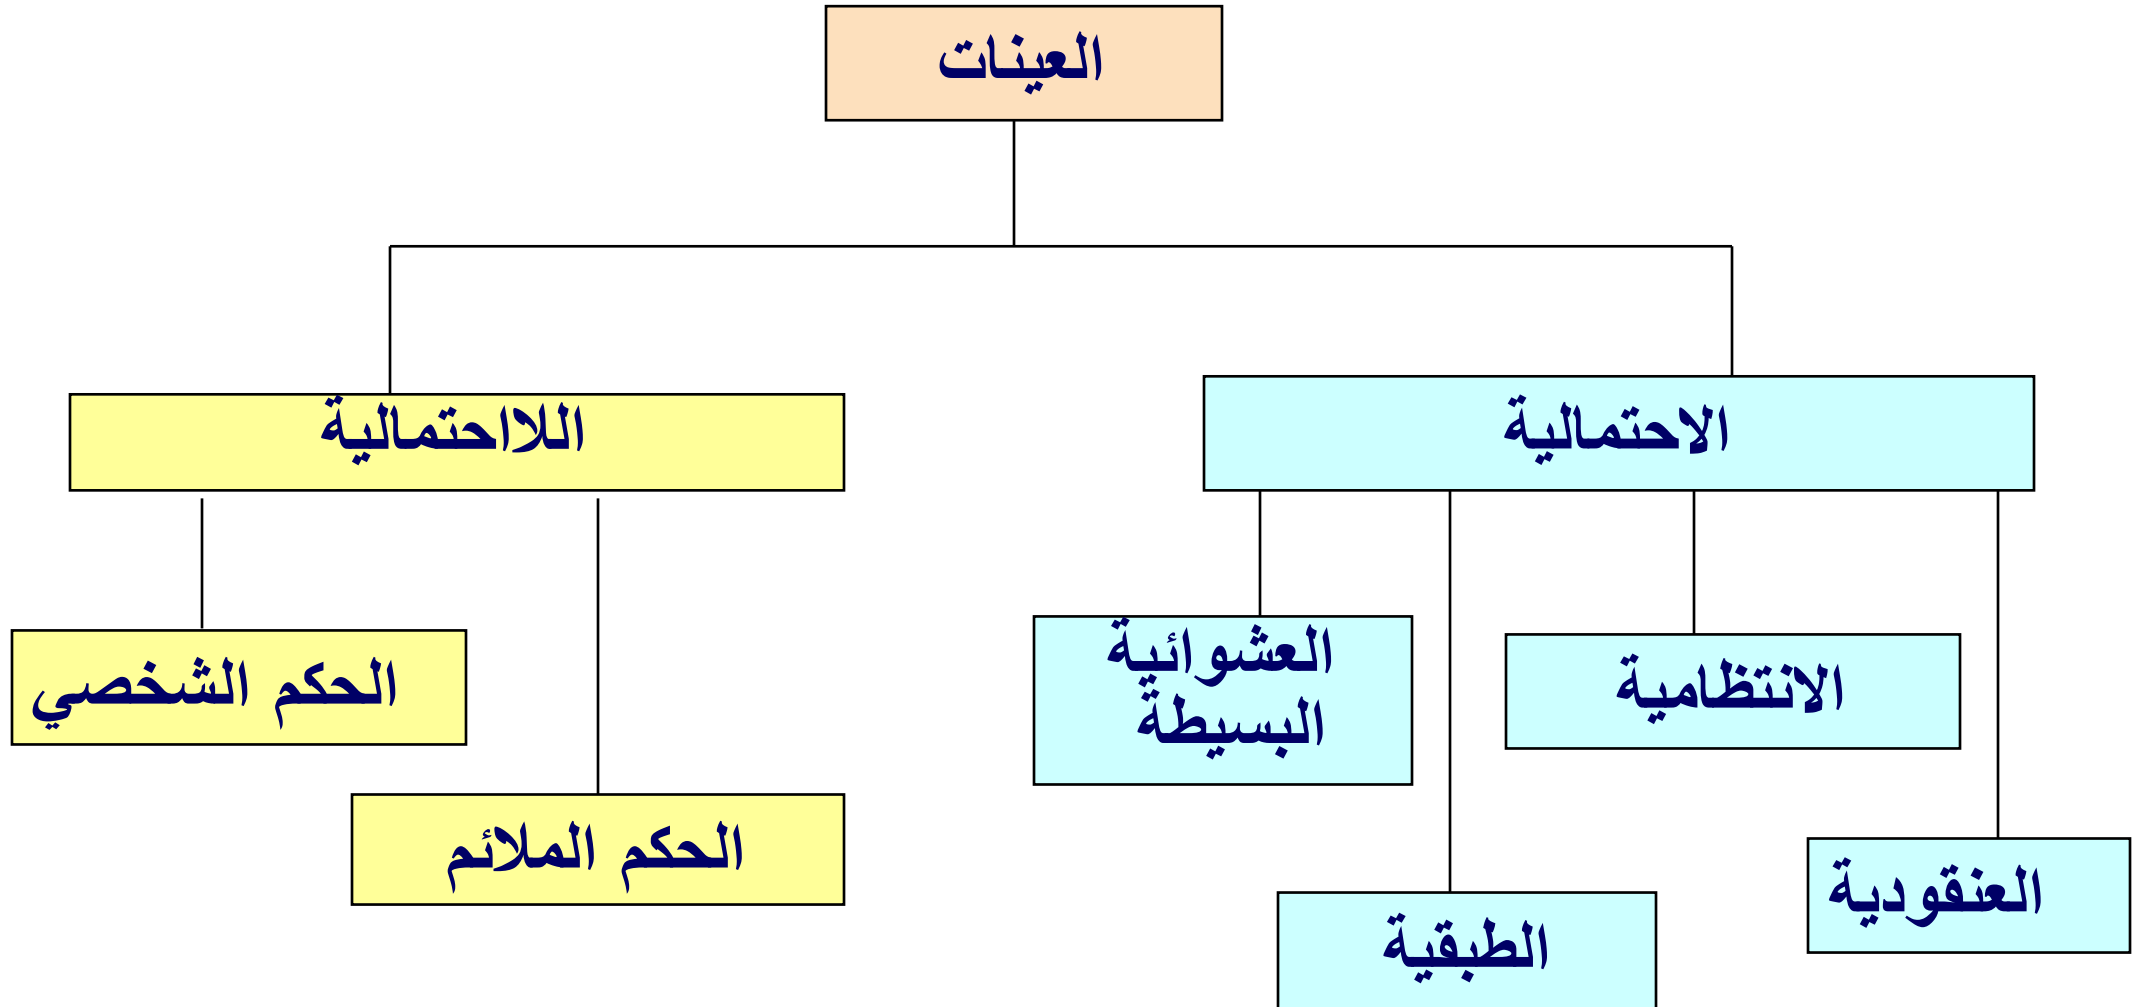 العينات
الاحتمالية
اللااحتمالية
العشوائية
البسيطة
الانتظامية
الحكم الشخصي
الحكم الملائم
العنقودية
الطبقية